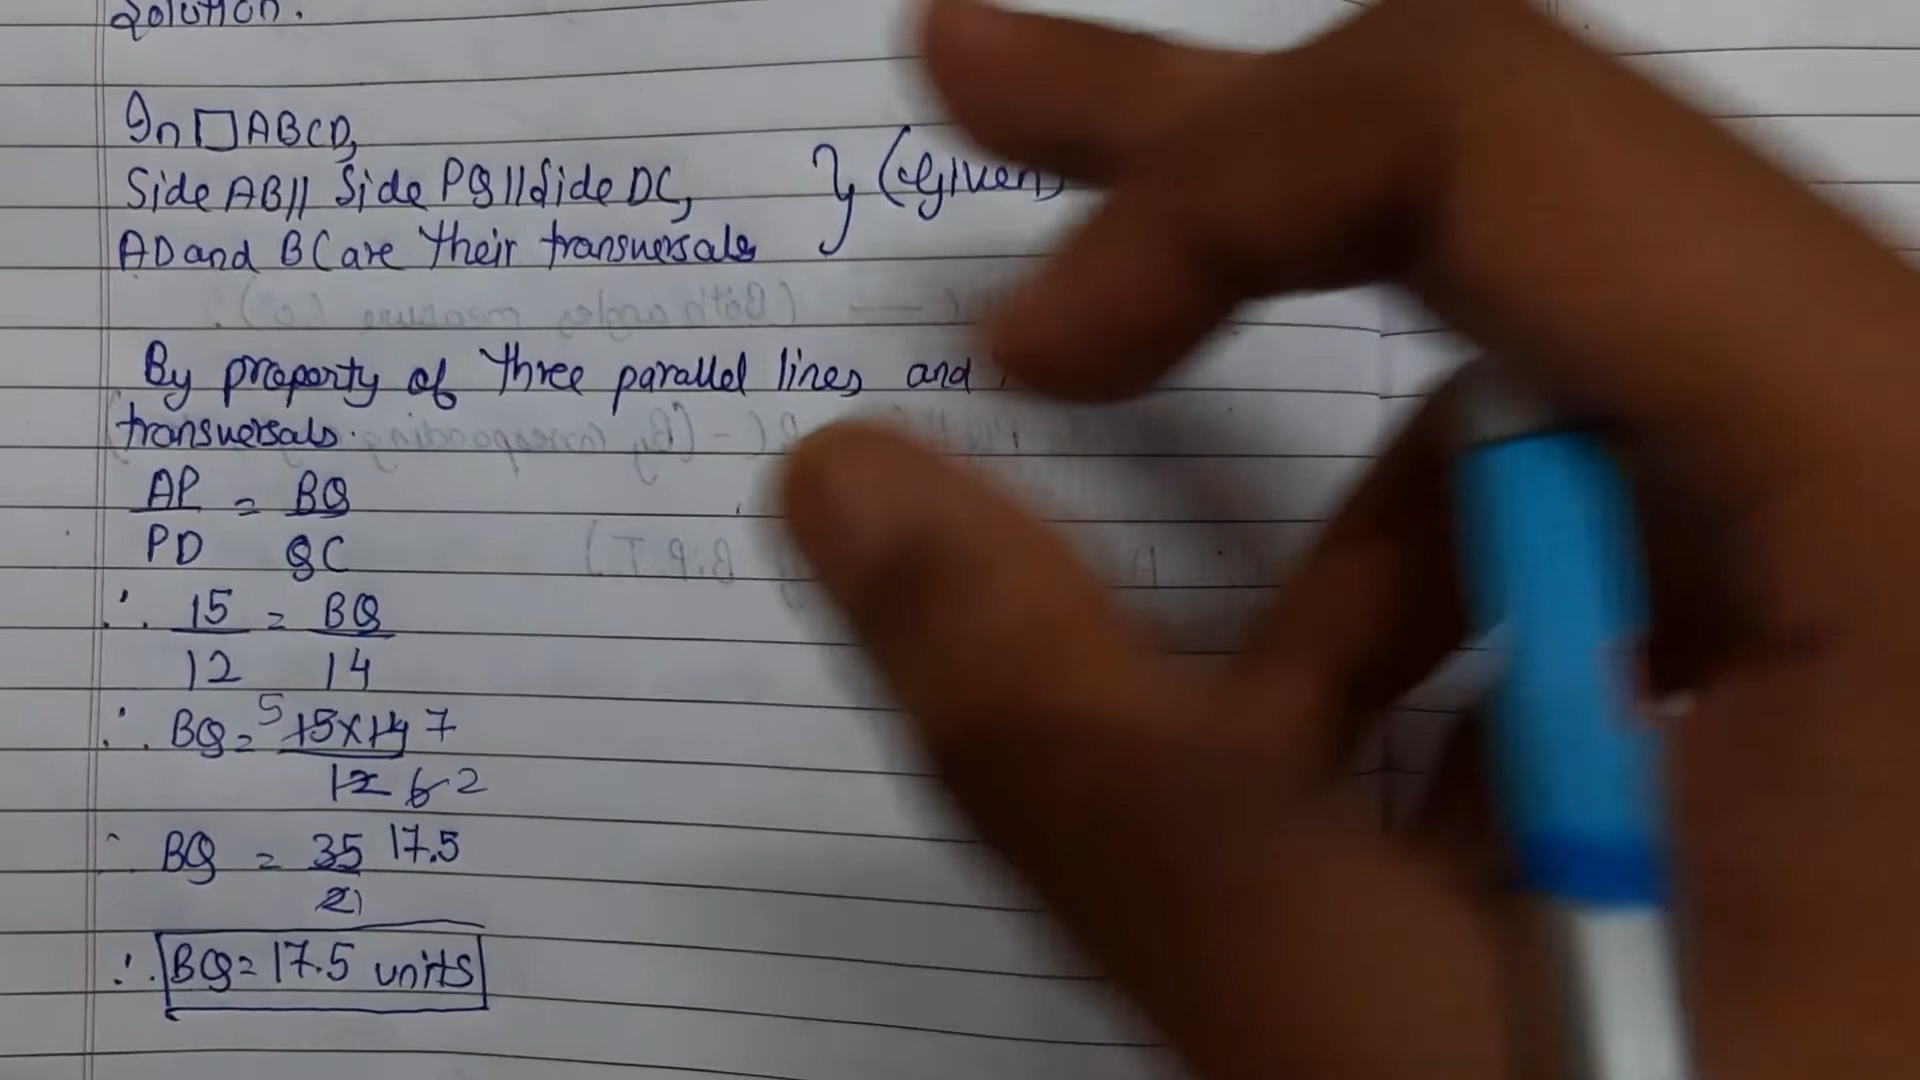 Solution.
In □ABCD,
Side AB || Side PQ || Side DC, } (Given)
AD and BC are their transversals
By property of three parallel lines and
transversals.
AP = BQ
PD QC
∴ 15 = BQ
12 14
∴ BQ = 5 15×14 7
12 6 2
∴ BQ = 35 17.5
2 1
∴ BQ = 17.5 units